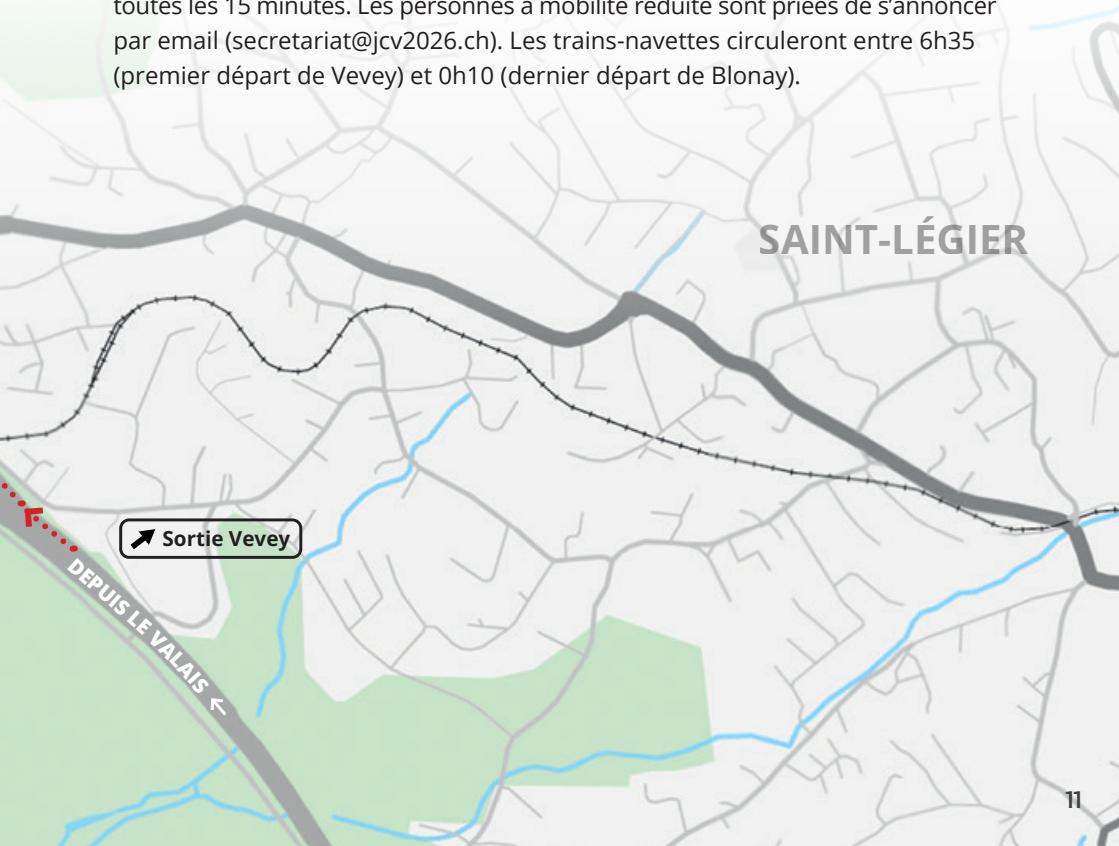 toutes les 15 minutes. Les personnes à mobilité réduite sont priées de s’annoncer
par email (secretariat@jcv2026.ch). Les trains-navettes circuleront entre 6h35
(premier départ de Vevey) et 0h10 (dernier départ de Blonay).
SAINT-LÉGIER
Sortie Vevey
DEPUIS LE VALAIS
11